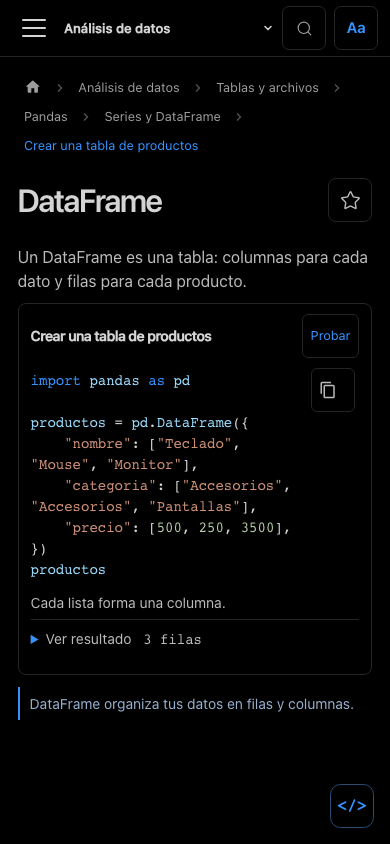 Análisis de datos
Aa
Análisis de datos > Tablas y archivos >
Pandas > Series y DataFrame >
Crear una tabla de productos
DataFrame
Un DataFrame es una tabla: columnas para cada
dato y filas para cada producto.
Crear una tabla de productos
Probar
import pandas as pd
productos = pd.DataFrame({
    "nombre": ["Teclado",
"Mouse", "Monitor"],
    "categoria": ["Accesorios",
"Accesorios", "Pantallas"],
    "precio": [500, 250, 3500],
})
productos
Cada lista forma una columna.
Ver resultado 3 filas
DataFrame organiza tus datos en filas y columnas.
</>